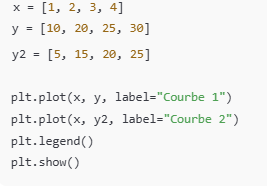 x = [1, 2, 3, 4]
y = [10, 20, 25, 30]
y2 = [5, 15, 20, 25]
plt.plot(x, y, label="Courbe 1")
plt.plot(x, y2, label="Courbe 2")
plt.legend()
plt.show()